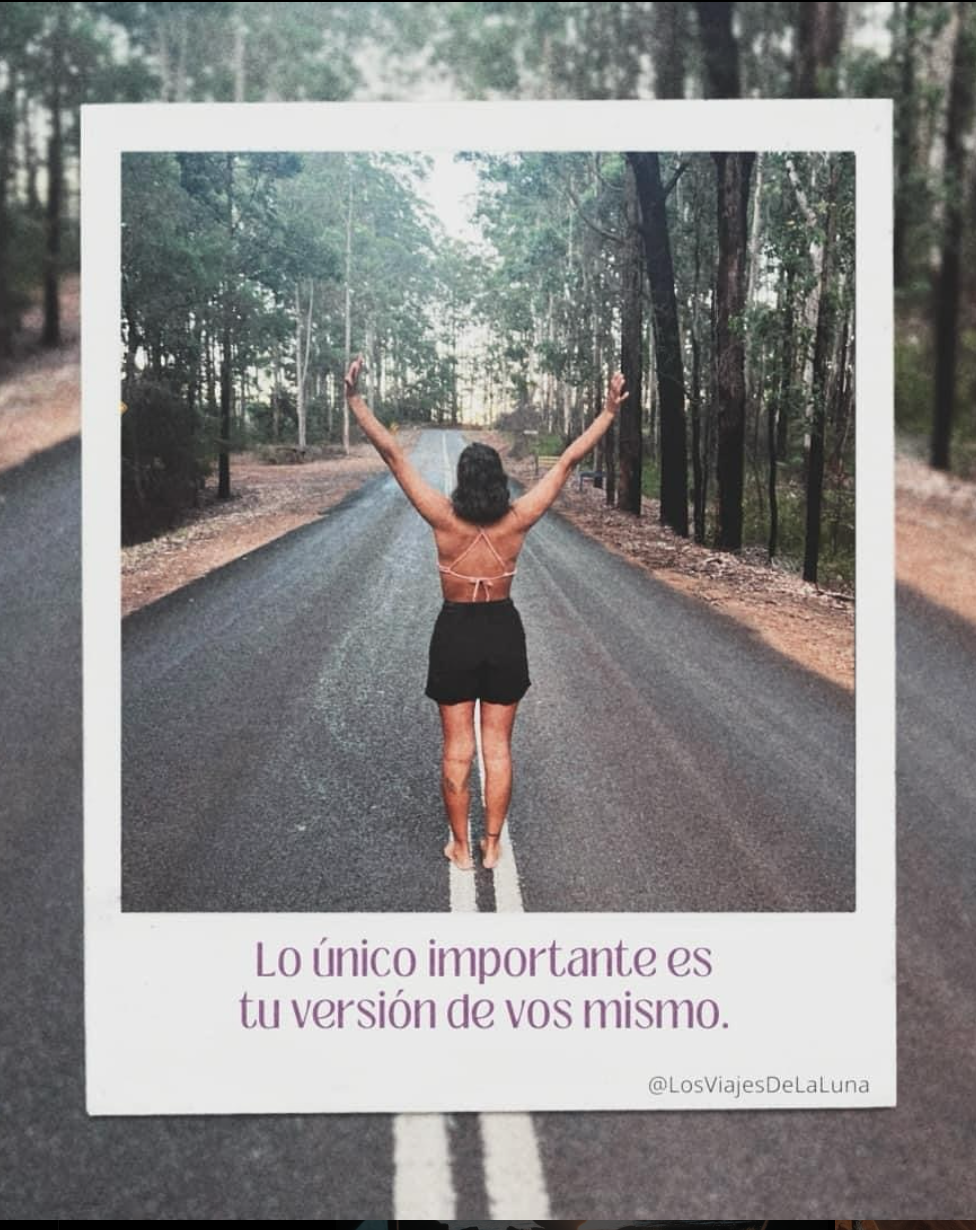 Lo único importante es
tu versión de vos mismo.
@LosViajesDeLaLuna